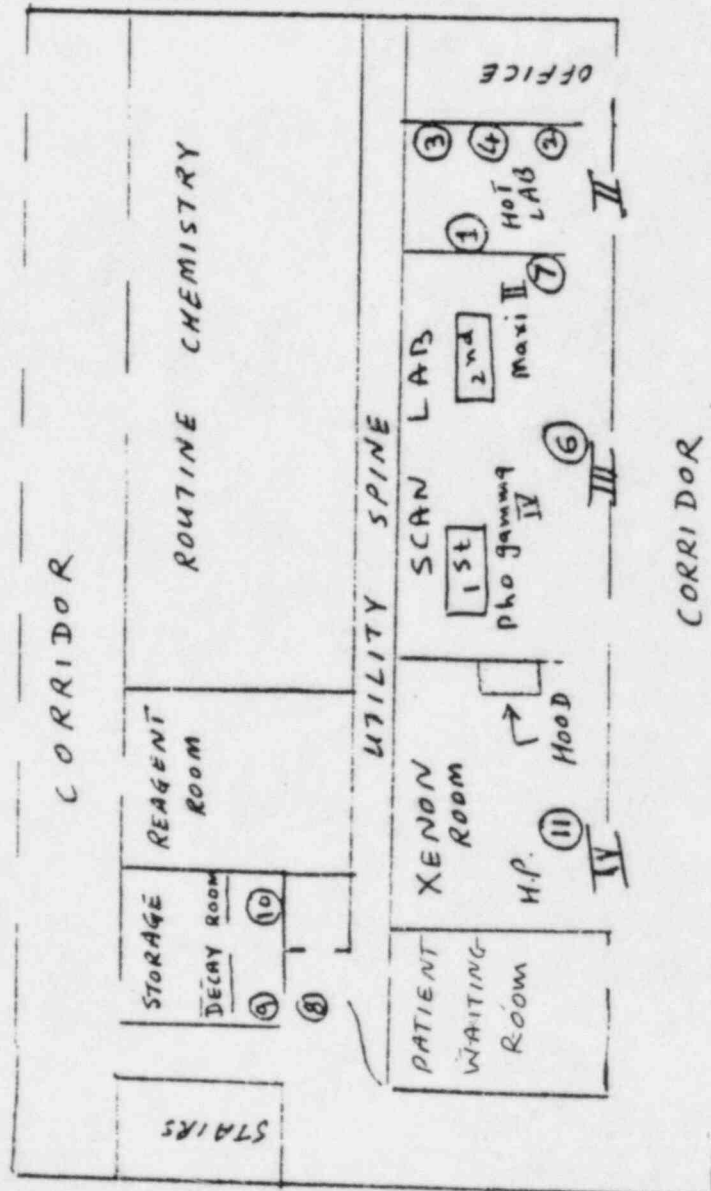 CORRIDOR
STAIRS
STORAGE
DECAY ROOM
9
10
8
REAGENT
ROOM
ROUTINE CHEMISTRY
UTILITY SPINE
PATIENT
WAITING
ROOM
XENON
ROOM
H.P.
11
IV
HOOD
SCAN LAB
1st
2nd
pho gamma
IV
Maxi II
6
III
7
1
HOT
LAB
3
4
2
II
OFFICE
CORRIDOR